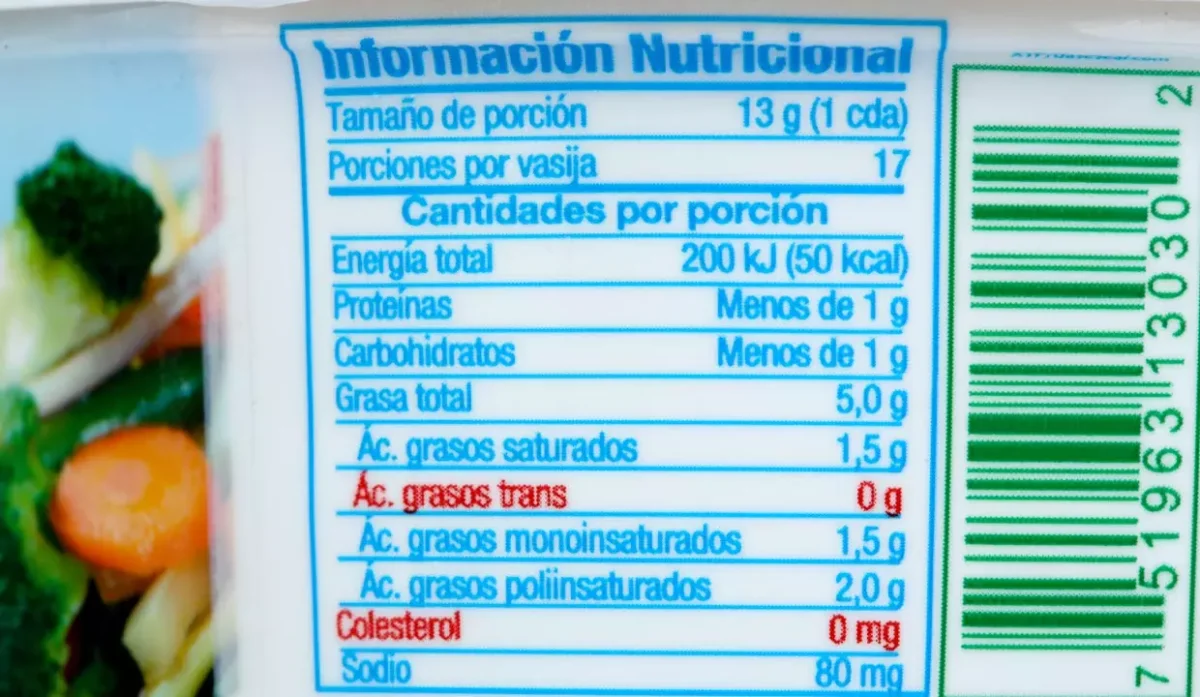 Información Nutricional
Tamaño de porción 13 g (1 cda)
Porciones por vasija 17
Cantidades por porción
Energía total 200 kJ (50 kcal)
Proteínas Menos de 1 g
Carbohidratos Menos de 1 g
Grasa total 5,0 g
Ác. grasos saturados 1,5 g
Ác. grasos trans 0 g
Ác. grasos monoinsaturados 1,5 g
Ác. grasos poliinsaturados 2,0 g
Colesterol 0 mg
Sodio 80 mg
7 51963 13030 2